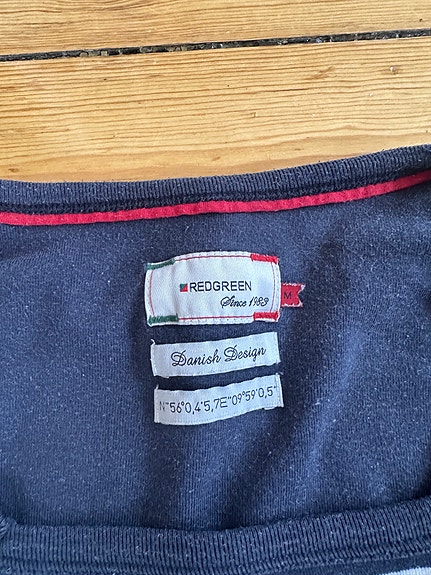 REDGREEN
Since 1983
M
Danish Design
N"56°0,4'5,7E"09°59'0,5"